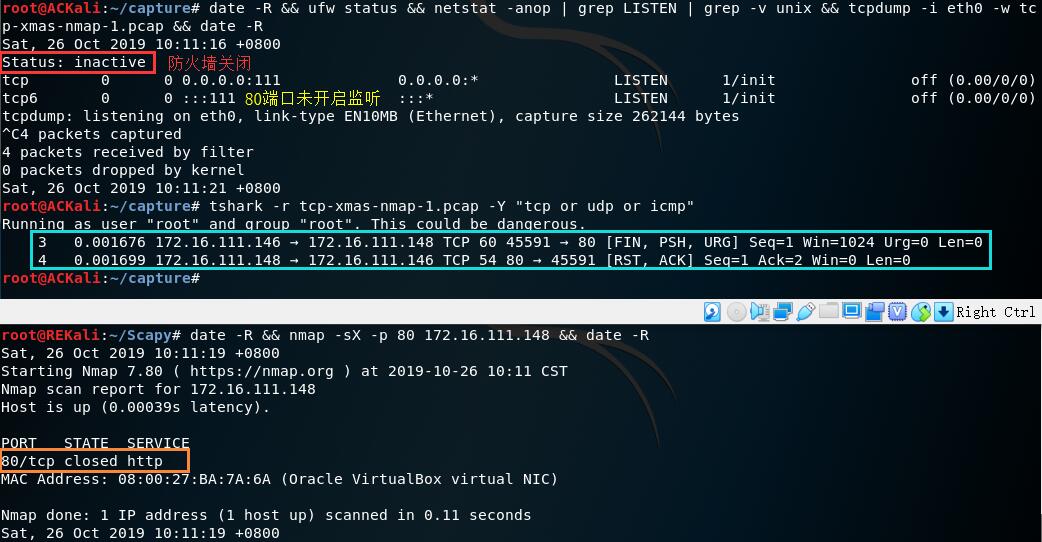 root@ACKali:~/capture# date -R && ufw status && netstat -anop | grep LISTEN | grep -v unix && tcpdump -i eth0 -w tc
p-xmas-nmap-1.pcap && date -R
Sat, 26 Oct 2019 10:11:16 +0800
Status: inactive 防火墙关闭
tcp 0 0 0.0.0.0:111 0.0.0.0:* LISTEN 1/init off (0.00/0/0)
tcp6 0 0 :::111 80端口未开启监听 :::* LISTEN 1/init off (0.00/0/0)
tcpdump: listening on eth0, link-type EN10MB (Ethernet), capture size 262144 bytes
^C4 packets captured
4 packets received by filter
0 packets dropped by kernel
Sat, 26 Oct 2019 10:11:21 +0800
root@ACKali:~/capture# tshark -r tcp-xmas-nmap-1.pcap -Y "tcp or udp or icmp"
Running as user "root" and group "root". This could be dangerous.
3 0.001676 172.16.111.146 → 172.16.111.148 TCP 60 45591 → 80 [FIN, PSH, URG] Seq=1 Win=1024 Urg=0 Len=0
4 0.001699 172.16.111.148 → 172.16.111.146 TCP 54 80 → 45591 [RST, ACK] Seq=1 Ack=2 Win=0 Len=0
root@ACKali:~/capture#
Right Ctrl
root@REKali:~/Scapy# date -R && nmap -sX -p 80 172.16.111.148 && date -R
Sat, 26 Oct 2019 10:11:19 +0800
Starting Nmap 7.80 ( https://nmap.org ) at 2019-10-26 10:11 CST
Nmap scan report for 172.16.111.148
Host is up (0.00039s latency).
PORT STATE SERVICE
80/tcp closed http
MAC Address: 08:00:27:BA:7A:6A (Oracle VirtualBox virtual NIC)
Nmap done: 1 IP address (1 host up) scanned in 0.11 seconds
Sat, 26 Oct 2019 10:11:19 +0800